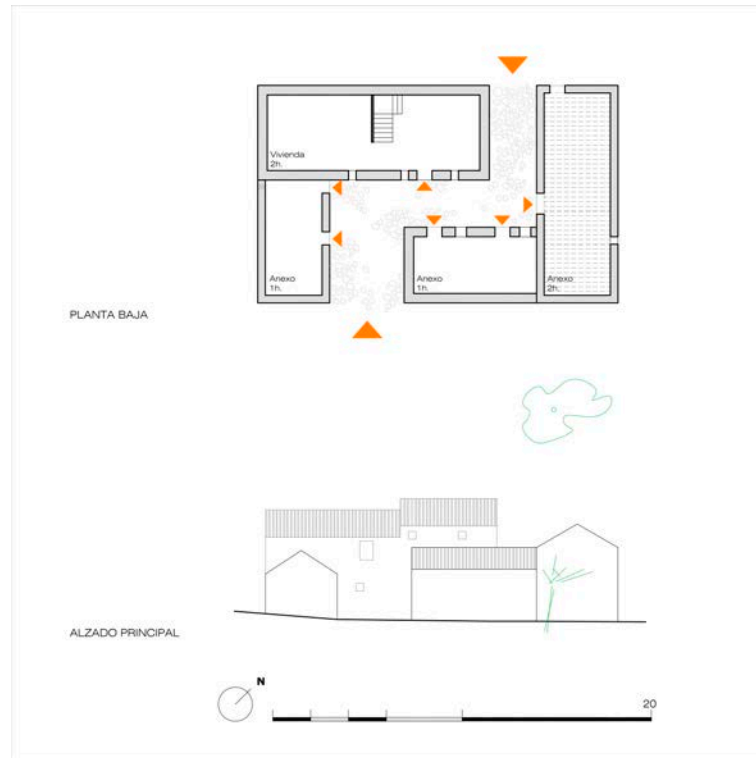 Vivienda
2h.
Anexo
1h.
Anexo
1h.
Anexo
2h.
PLANTA BAJA
ALZADO PRINCIPAL
N
20